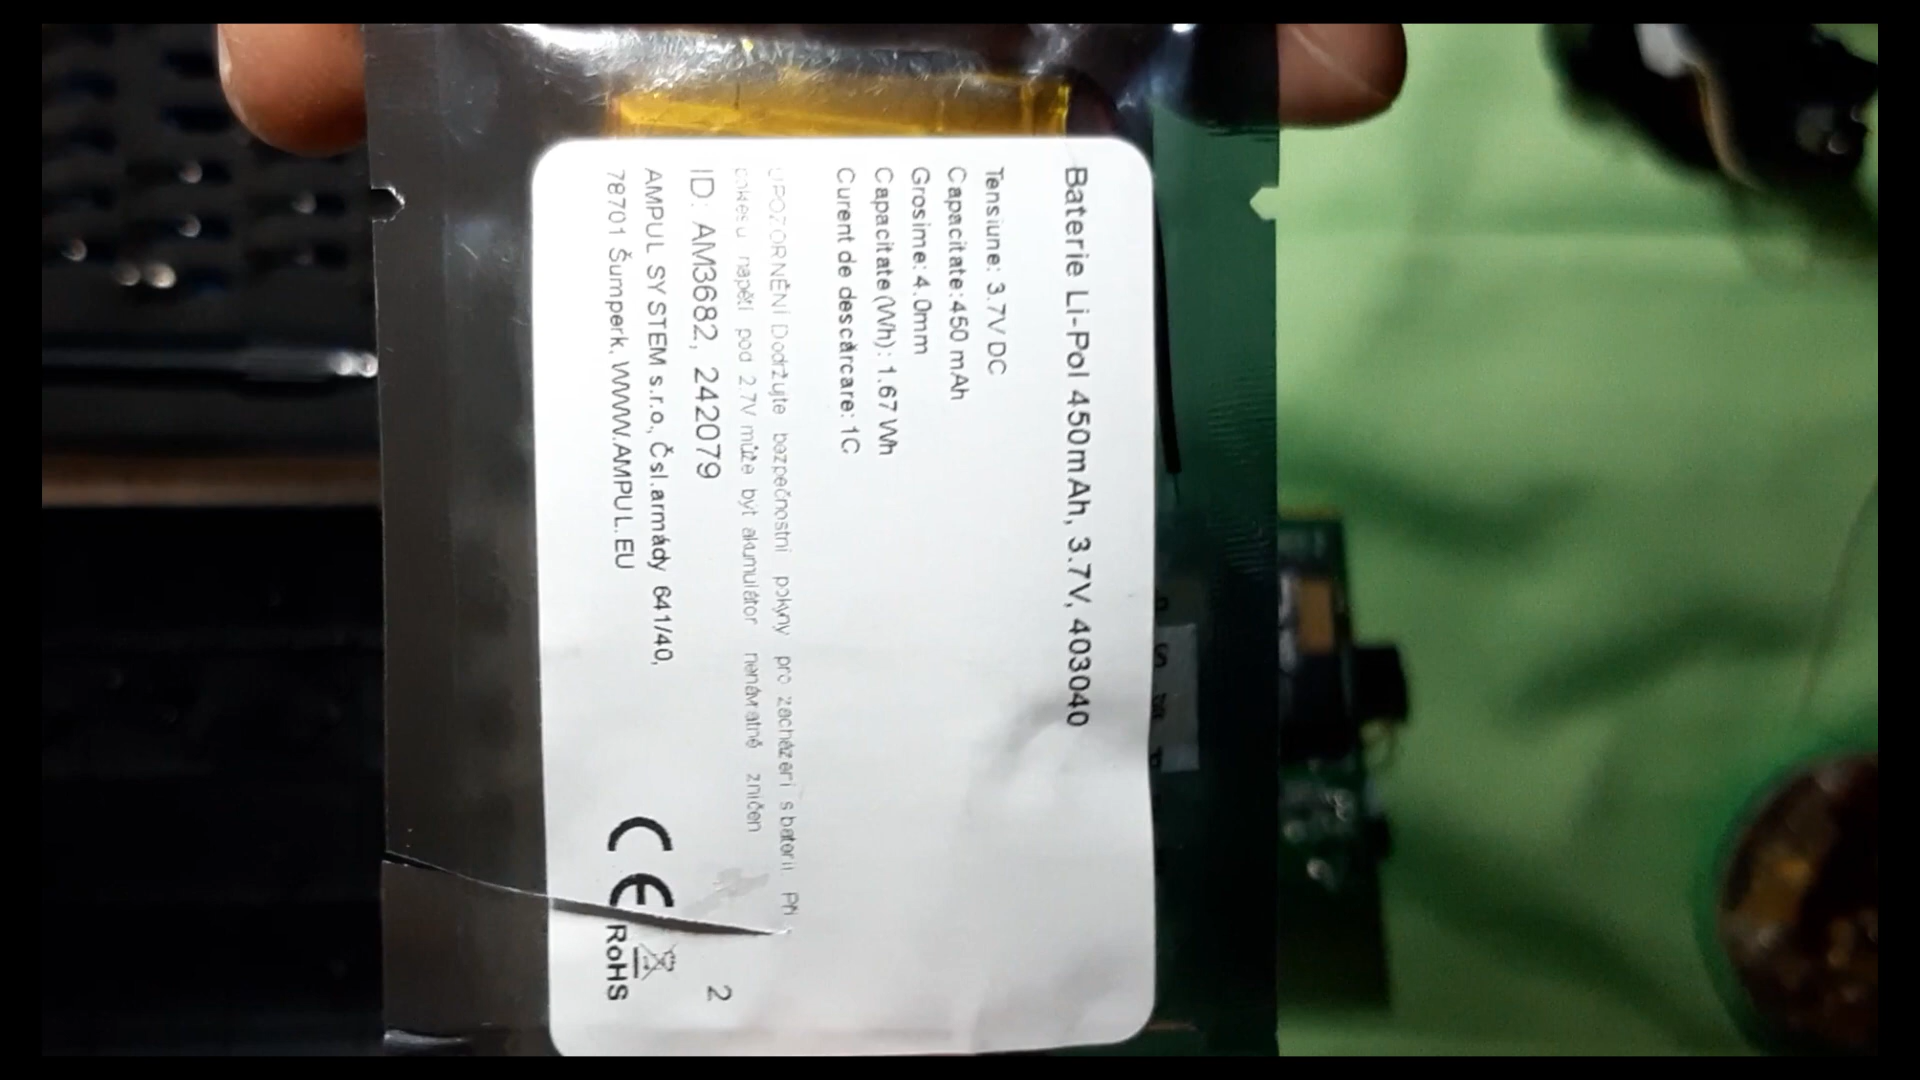 Baterie Li-Pol 450mAh, 3.7V, 403040
Tensiune: 3.7V DC
Capacitate: 450 mAh
Grosime: 4.0mm
Capacitate (Wh): 1.67 Wh
Curent de descărcare: 1C
UPOZORNĚNÍ Dodržujte bezpečnostní pokyny pro zacházení s baterií. Při
poklesu napětí pod 2.7V může být akumulátor nenávratně zničen
ID: AM3682, 242079
2
AMPUL SYSTEM s.r.o., Čsl.armády 641/40,
78701 Šumperk, WWW.AMPUL.EU
CE
RoHS